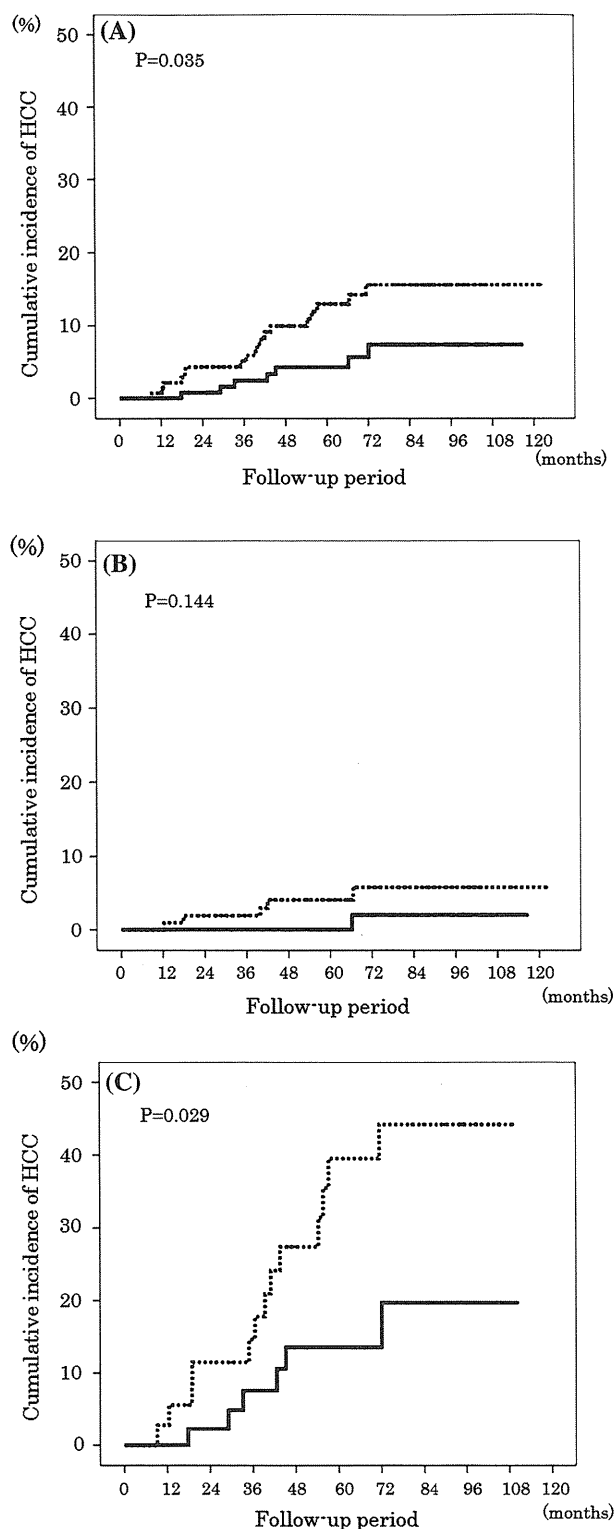 (%)
50
(A)
P=0.035
40
30
20
10
0
Cumulative incidence of HCC
0 12 24 36 48 60 72 84 96 108 120
(months)
Follow-up period
(%)
50
(B)
P=0.144
40
30
20
10
0
Cumulative incidence of HCC
0 12 24 36 48 60 72 84 96 108 120
(months)
Follow-up period
(%)
50
(C)
P=0.029
40
30
20
10
0
Cumulative incidence of HCC
0 12 24 36 48 60 72 84 96 108 120
(months)
Follow-up period